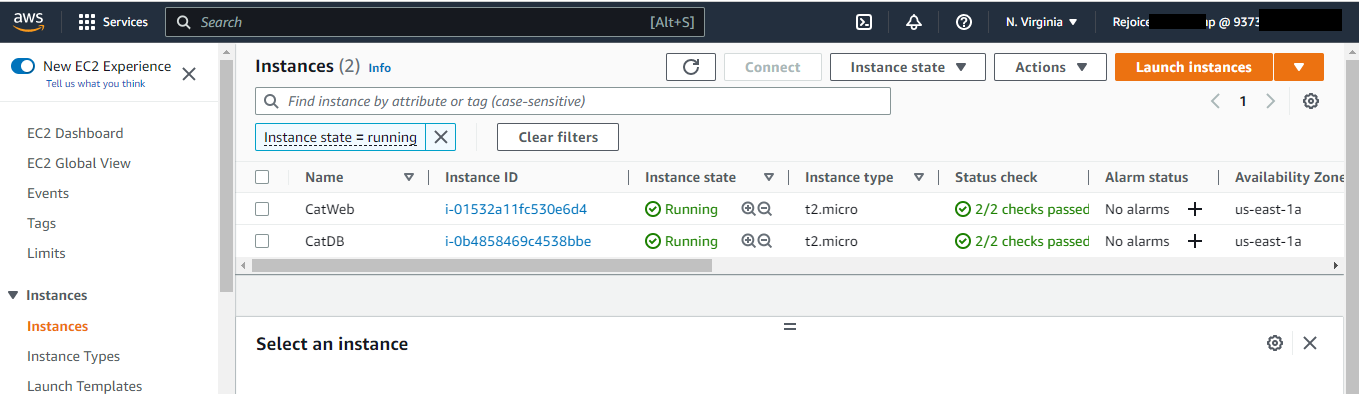 aws Services Search [Alt+S] N. Virginia Rejoice up @ 9373
New EC2 Experience
Tell us what you think
EC2 Dashboard
EC2 Global View
Events
Tags
Limits
Instances
Instances
Instance Types
Launch Templates
Instances (2) Info Connect Instance state Actions Launch instances
Find instance by attribute or tag (case-sensitive) 1
Instance state = running Clear filters
Name Instance ID Instance state Instance type Status check Alarm status Availability Zone
CatWeb i-01532a11fc530e6d4 Running t2.micro 2/2 checks passed No alarms us-east-1a
CatDB i-0b4858469c4538bbe Running t2.micro 2/2 checks passed No alarms us-east-1a
Select an instance